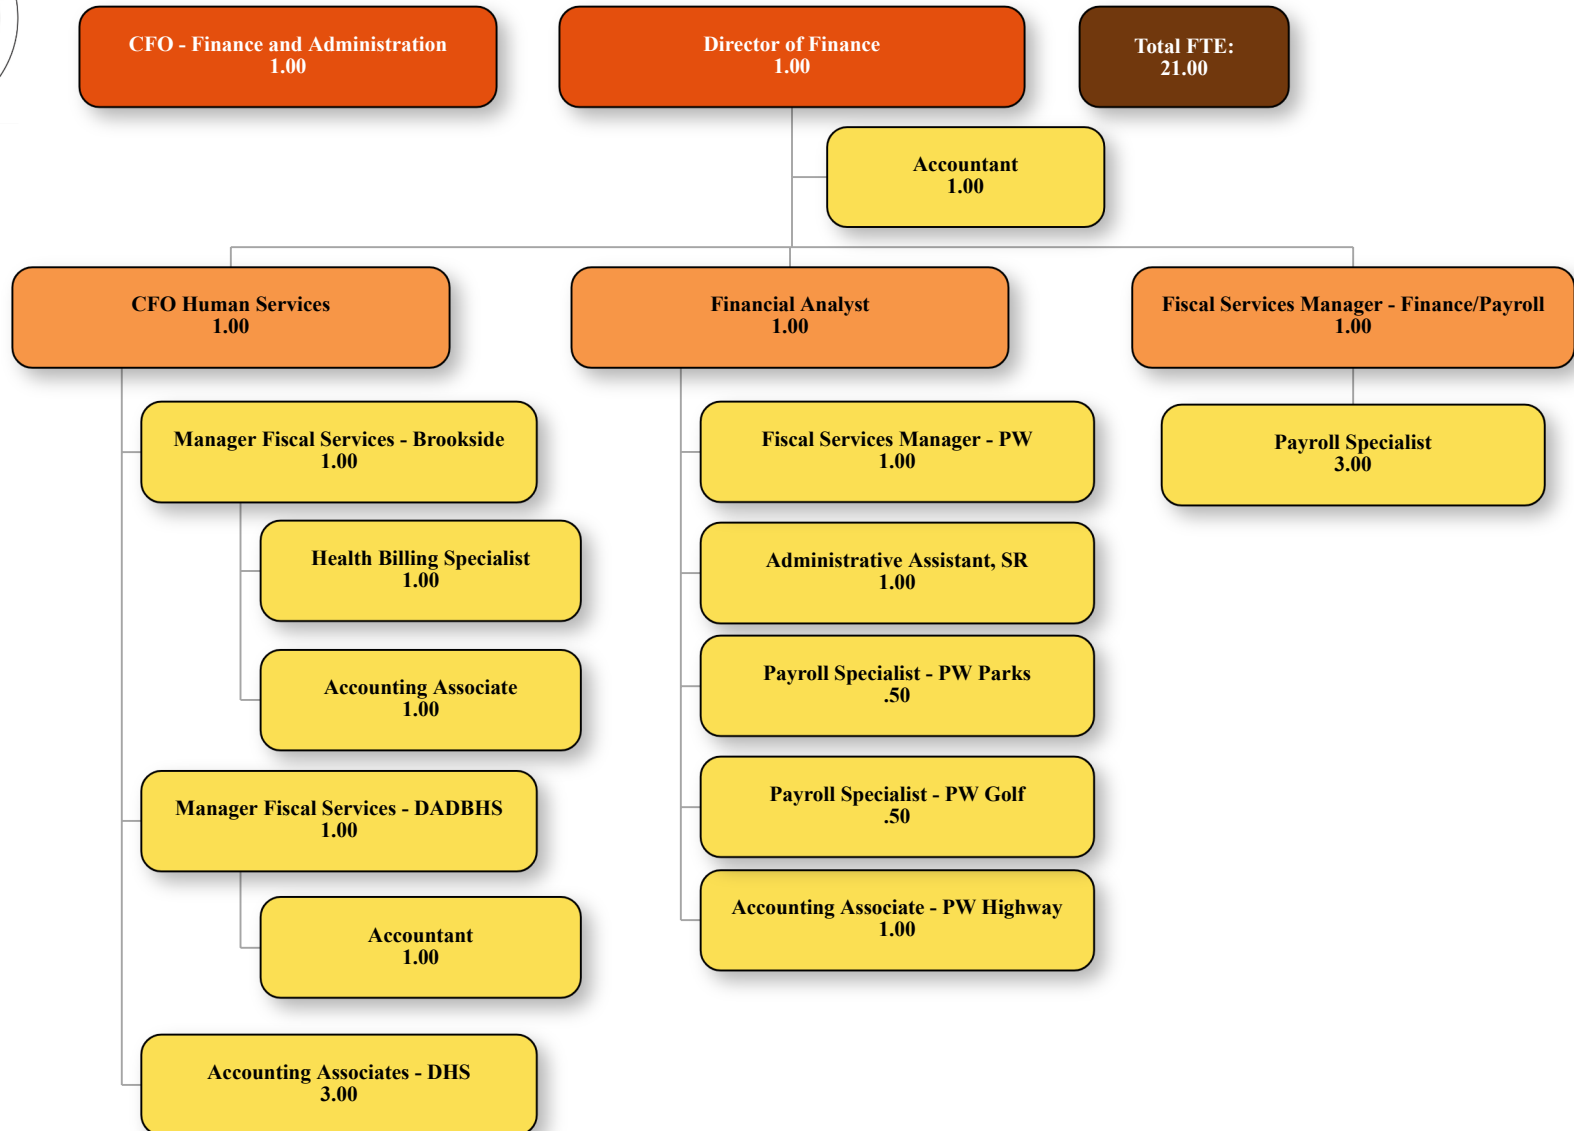 CFO - Finance and Administration
1.00
Director of Finance
1.00
Total FTE:
21.00
Accountant
1.00
CFO Human Services
1.00
Financial Analyst
1.00
Fiscal Services Manager - Finance/Payroll
1.00
Manager Fiscal Services - Brookside
1.00
Health Billing Specialist
1.00
Accounting Associate
1.00
Manager Fiscal Services - DADBHS
1.00
Accountant
1.00
Accounting Associates - DHS
3.00
Fiscal Services Manager - PW
1.00
Administrative Assistant, SR
1.00
Payroll Specialist - PW Parks
.50
Payroll Specialist - PW Golf
.50
Accounting Associate - PW Highway
1.00
Payroll Specialist
3.00